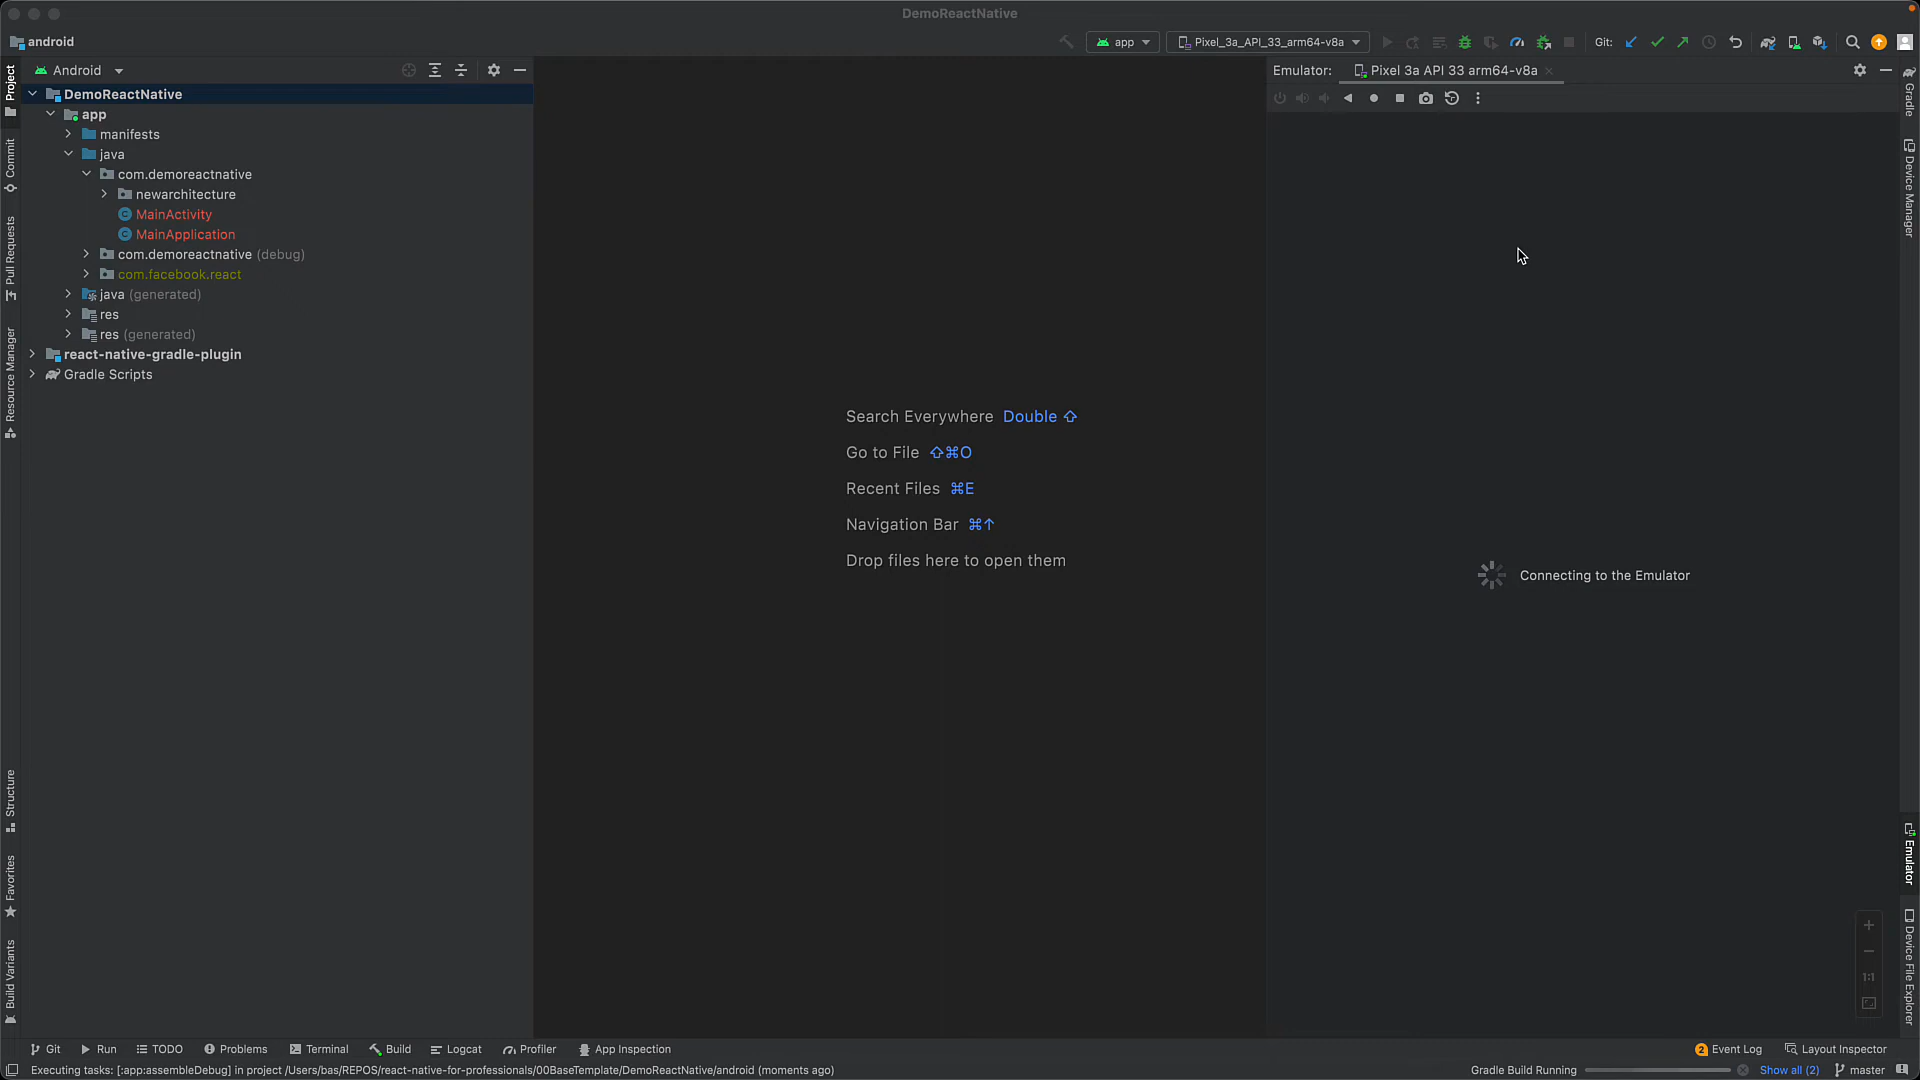 DemoReactNative
android
app
Pixel_3a_API_33_arm64-v8a
Git:
Android
Emulator:
Pixel 3a API 33 arm64-v8a
DemoReactNative
app
manifests
java
com.demoreactnative
newarchitecture
MainActivity
MainApplication
com.demoreactnative (debug)
com.facebook.react
java (generated)
res
res (generated)
react-native-gradle-plugin
Gradle Scripts
Project
Commit
Pull Requests
Resource Manager
Structure
Favorites
Build Variants
Search Everywhere Double ⇧
Go to File ⇧⌘O
Recent Files ⌘E
Navigation Bar ⌘↑
Drop files here to open them
Connecting to the Emulator
1:1
Gradle
Device Manager
Emulator
Device File Explorer
Git
Run
TODO
Problems
Terminal
Build
Logcat
Profiler
App Inspection
2 Event Log
Layout Inspector
Executing tasks: [:app:assembleDebug] in project /Users/bas/REPOS/react-native-for-professionals/00BaseTemplate/DemoReactNative/android (moments ago)
Gradle Build Running
Show all (2)
master